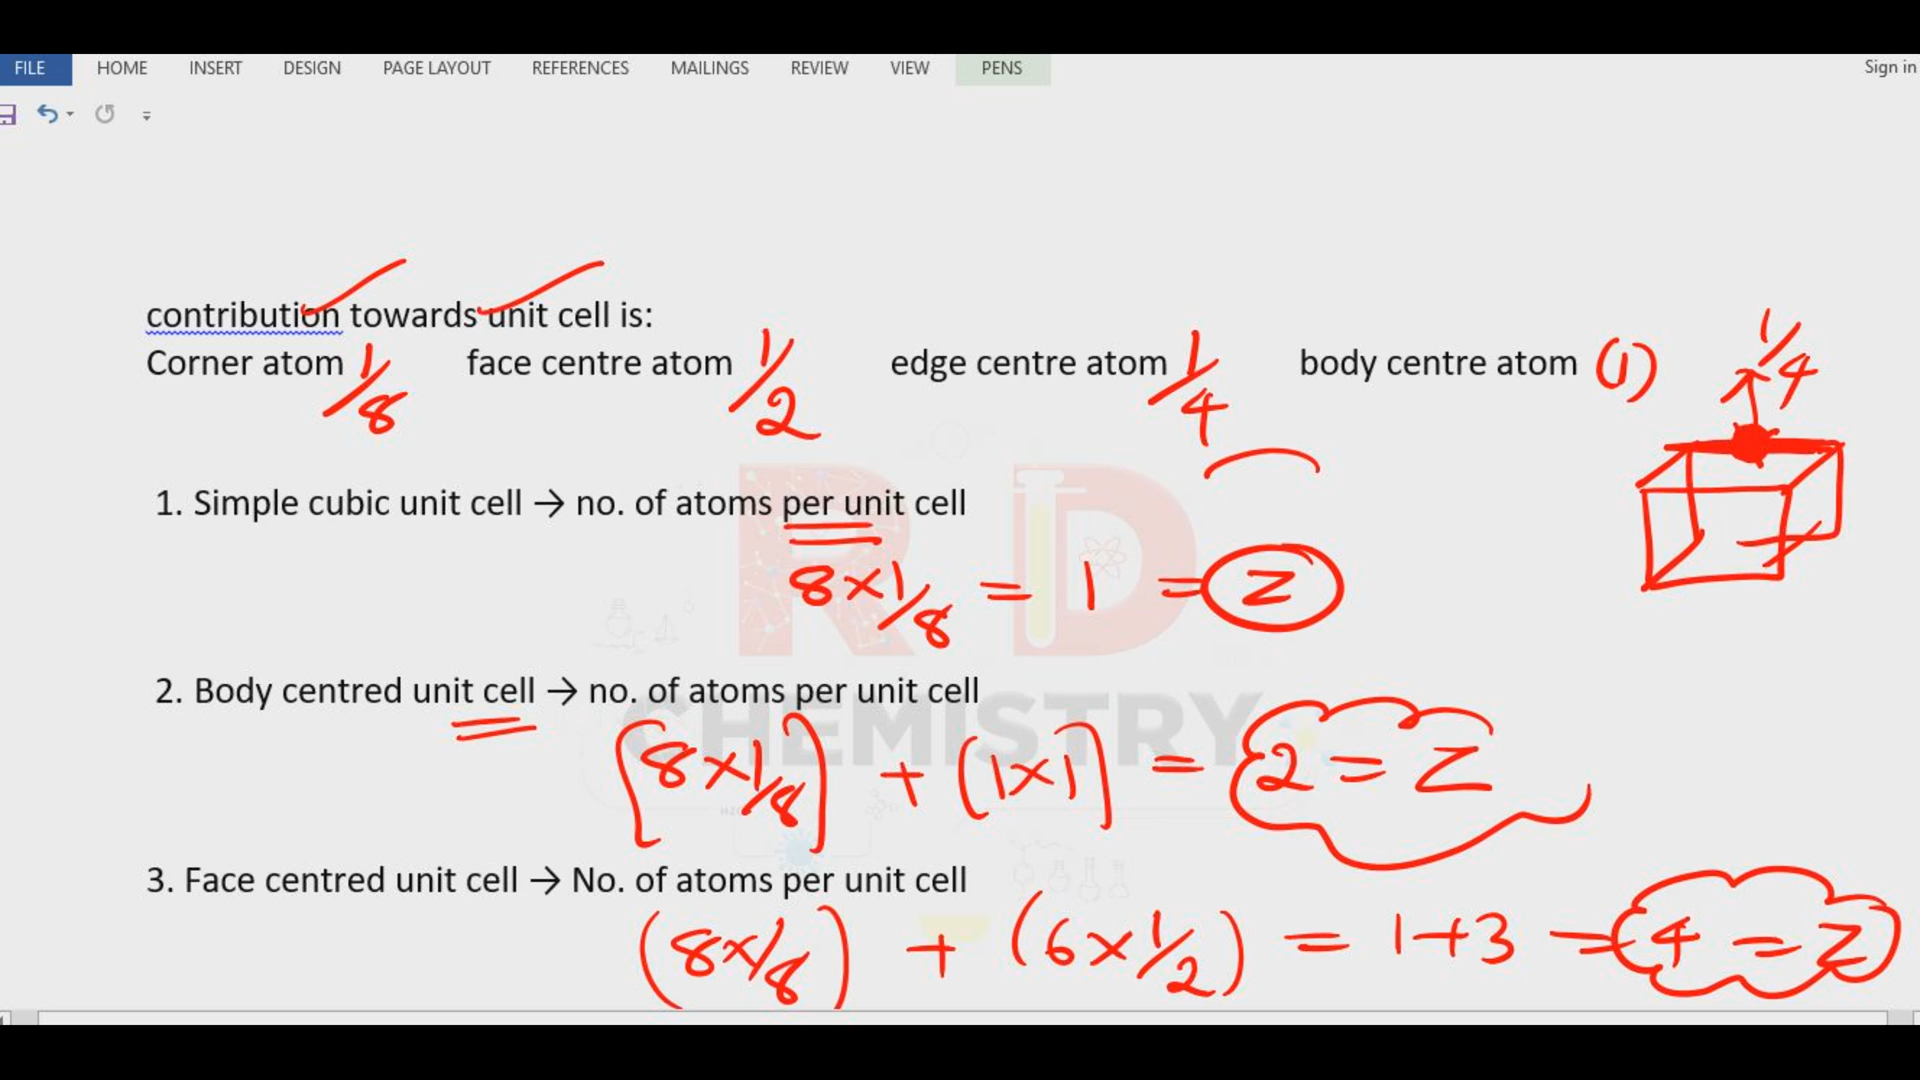 FILE HOME INSERT DESIGN PAGE LAYOUT REFERENCES MAILINGS REVIEW VIEW PENS Sign in
contribution towards unit cell is:
Corner atom 1/8 face centre atom 1/2 edge centre atom 1/4 body centre atom (1) 1/4
1. Simple cubic unit cell → no. of atoms per unit cell
8×1/8 = 1 = Z
2. Body centred unit cell → no. of atoms per unit cell
[8×1/8] + [1×1] = 2 = Z
3. Face centred unit cell → No. of atoms per unit cell
(8×1/8) + (6×1/2) = 1+3 = 4 = Z
RD
CHEMISTRY